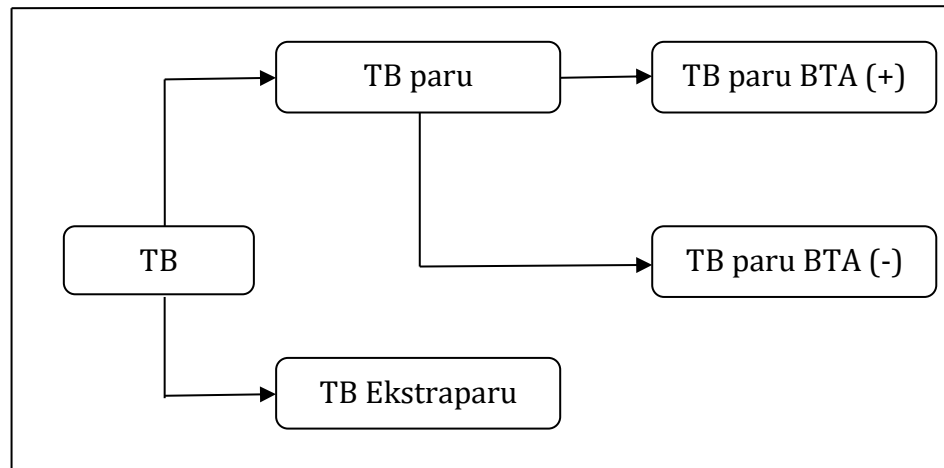 TB paru
TB paru BTA (+)
TB
TB paru BTA (-)
TB Ekstraparu